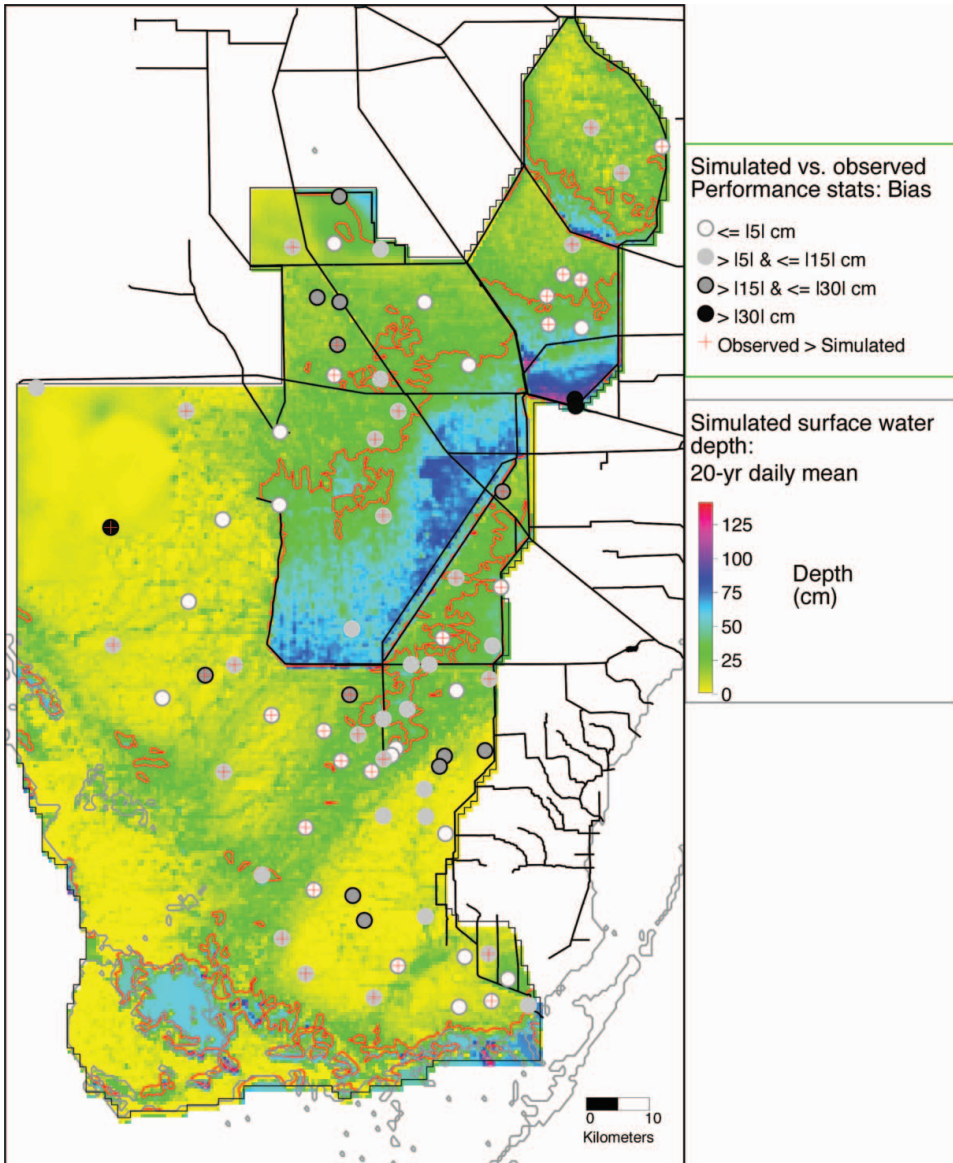 Simulated vs. observed
Performance stats: Bias
<= |5| cm
> |5| & <= |15| cm
> |15| & <= |30| cm
> |30| cm
Observed > Simulated
Simulated surface water
depth:
20-yr daily mean
125
100
75
50
25
0
Depth
(cm)
0 10
Kilometers